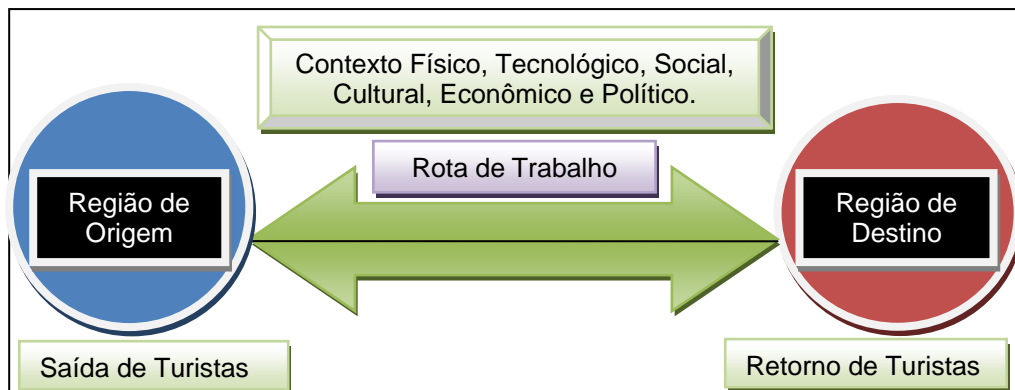 Contexto Físico, Tecnológico, Social,
Cultural, Econômico e Político.
Rota de Trabalho
Região de
Origem
Região de
Destino
Saída de Turistas
Retorno de Turistas